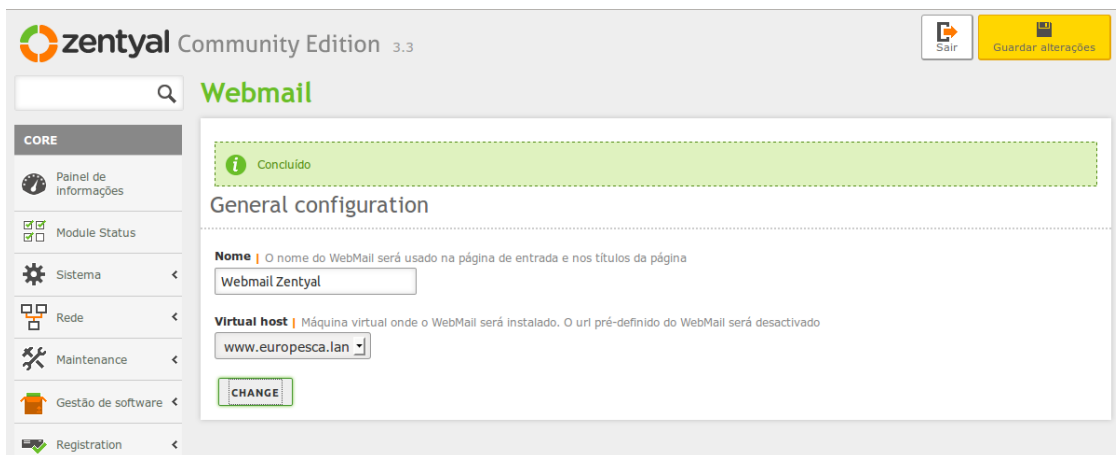 zentyal Community Edition 3.3
Sair
Guardar alterações
Webmail
CORE
Painel de
informações
Module Status
Sistema
Rede
Maintenance
Gestão de software
Registration
Concluído
General configuration
Nome | O nome do WebMail será usado na página de entrada e nos títulos da página
Webmail Zentyal
Virtual host | Máquina virtual onde o WebMail será instalado. O url pré-definido do WebMail será desactivado
www.europesca.lan
CHANGE